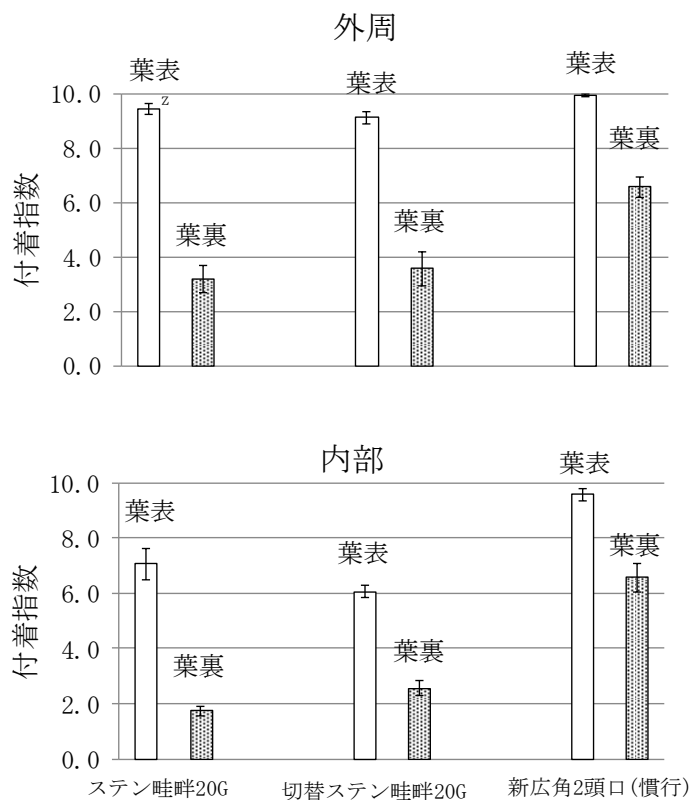 外周
葉表
葉表
葉表
10.0
z
葉裏
8.0
6.0
付着指数
葉裏
葉裏
4.0
2.0
0.0
内部
葉表
10.0
葉表
8.0
葉表
葉裏
6.0
付着指数
葉裏
葉裏
4.0
2.0
0.0
ステン畦畔20G 切替ステン畦畔20G 新広角2頭口(慣行)